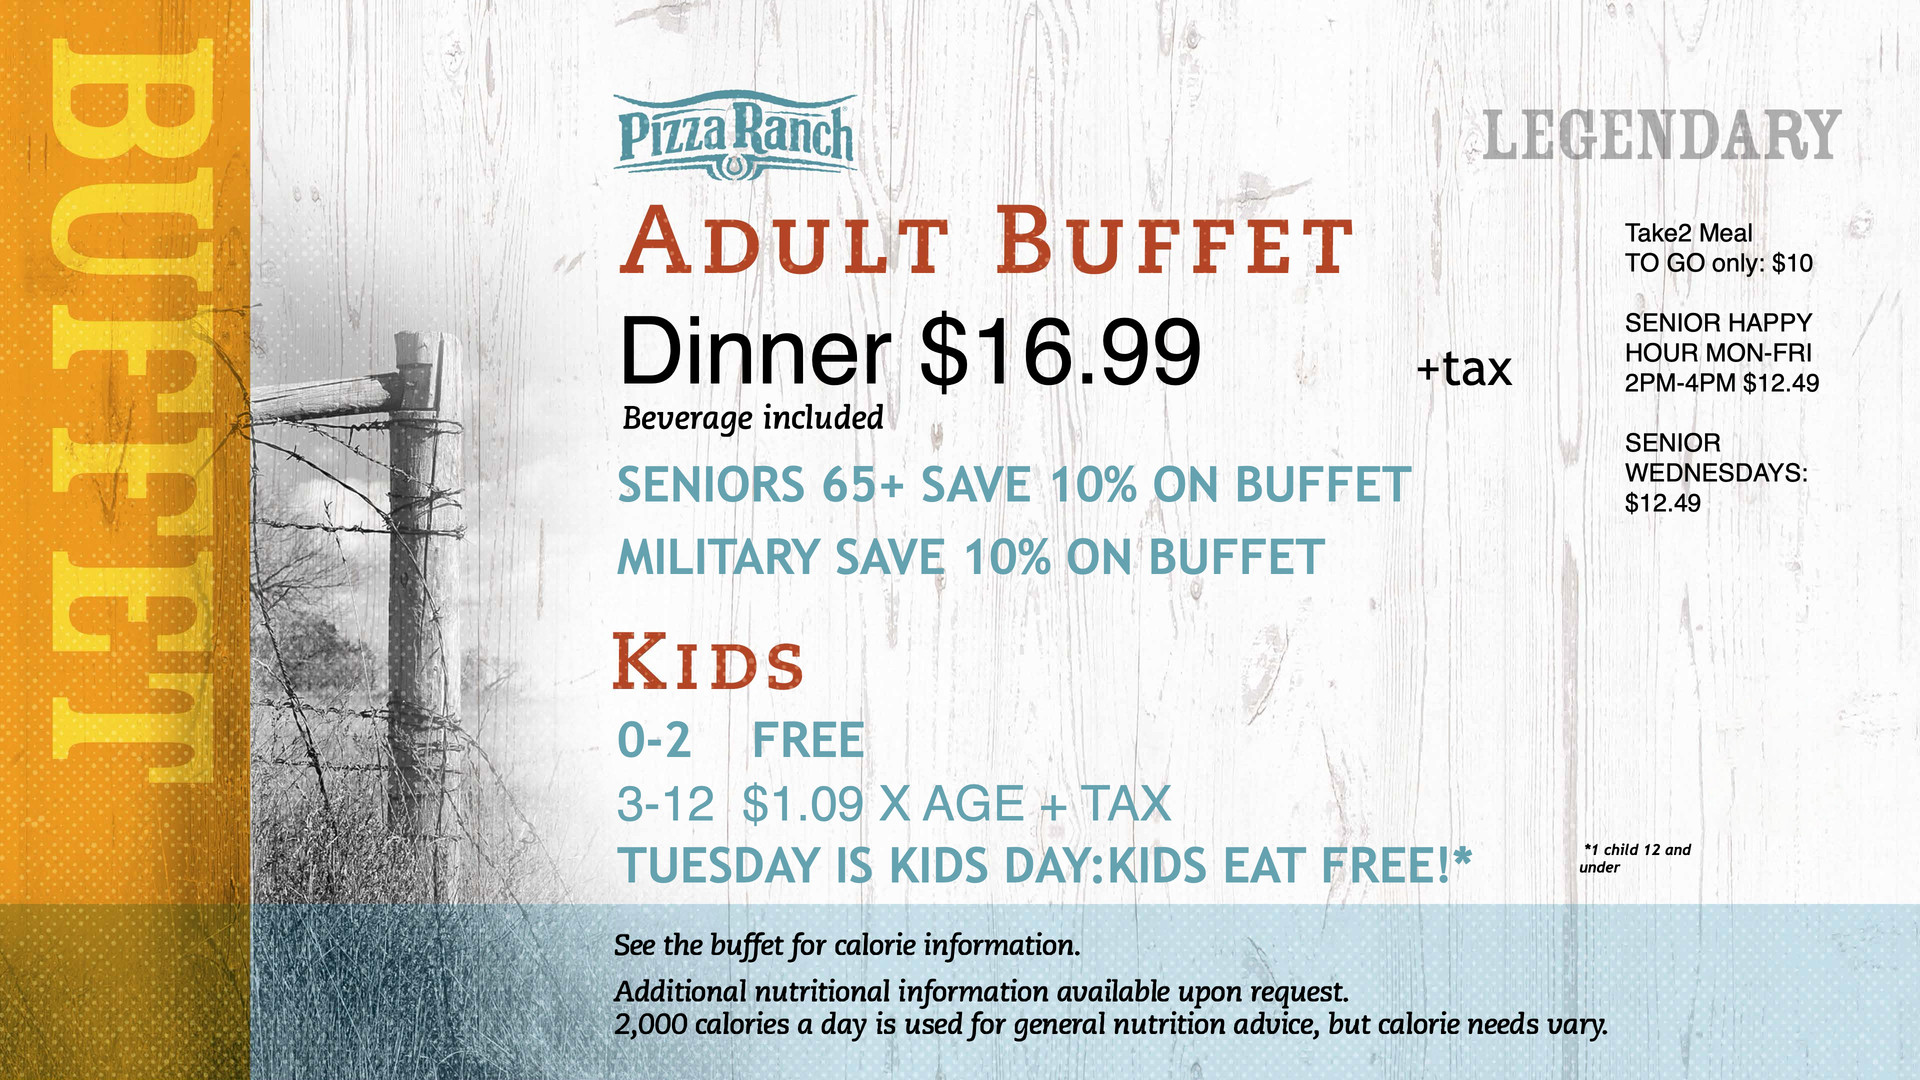 BUFFET
Pizza Ranch
LEGENDARY
ADULT BUFFET
Dinner $16.99
+tax
Beverage included
SENIORS 65+ SAVE 10% ON BUFFET
MILITARY SAVE 10% ON BUFFET
KIDS
0-2 FREE
3-12 $1.09 X AGE + TAX
TUESDAY IS KIDS DAY:KIDS EAT FREE!*
*1 child 12 and
under
Take2 Meal
TO GO only: $10
SENIOR HAPPY
HOUR MON-FRI
2PM-4PM $12.49
SENIOR
WEDNESDAYS:
$12.49
See the buffet for calorie information.
Additional nutritional information available upon request.
2,000 calories a day is used for general nutrition advice, but calorie needs vary.